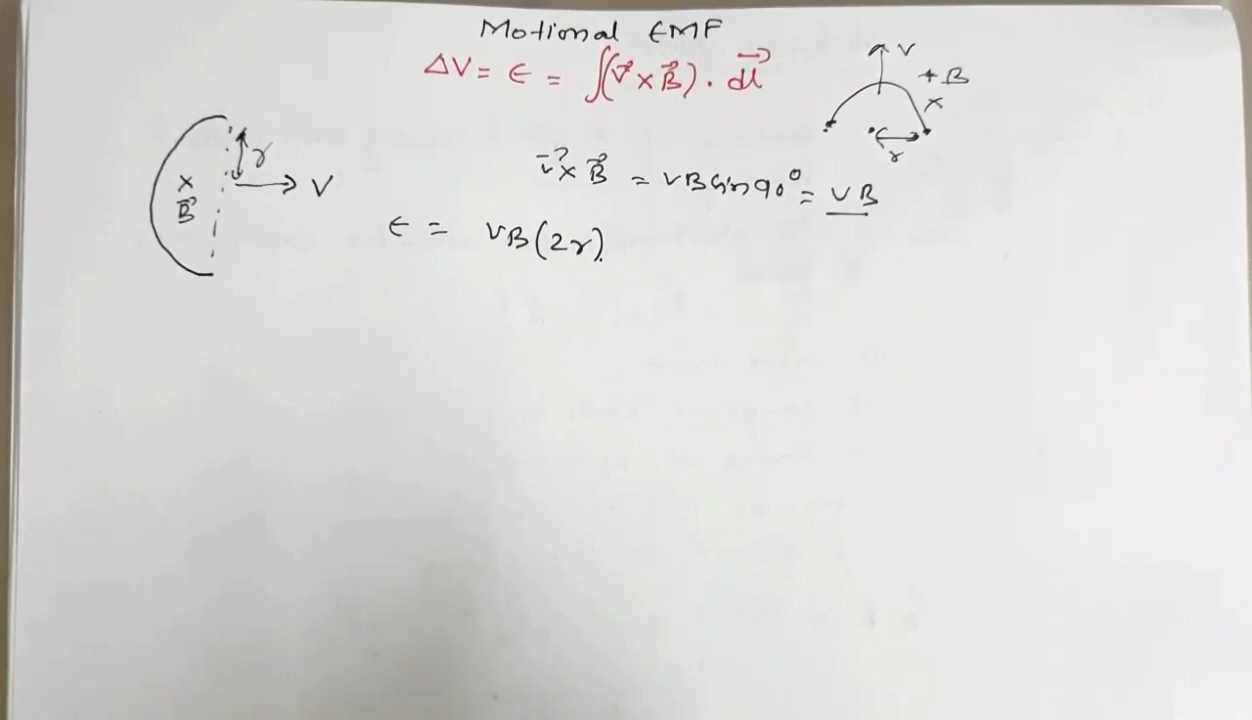 Motional EMF
ΔV = ε = ∫(v⃗ × B⃗) . dl⃗
V
+ B
x
r
r
x
B⃗
V
v⃗ × B⃗ = vB sin 90° = VB
ε = vB(2r).